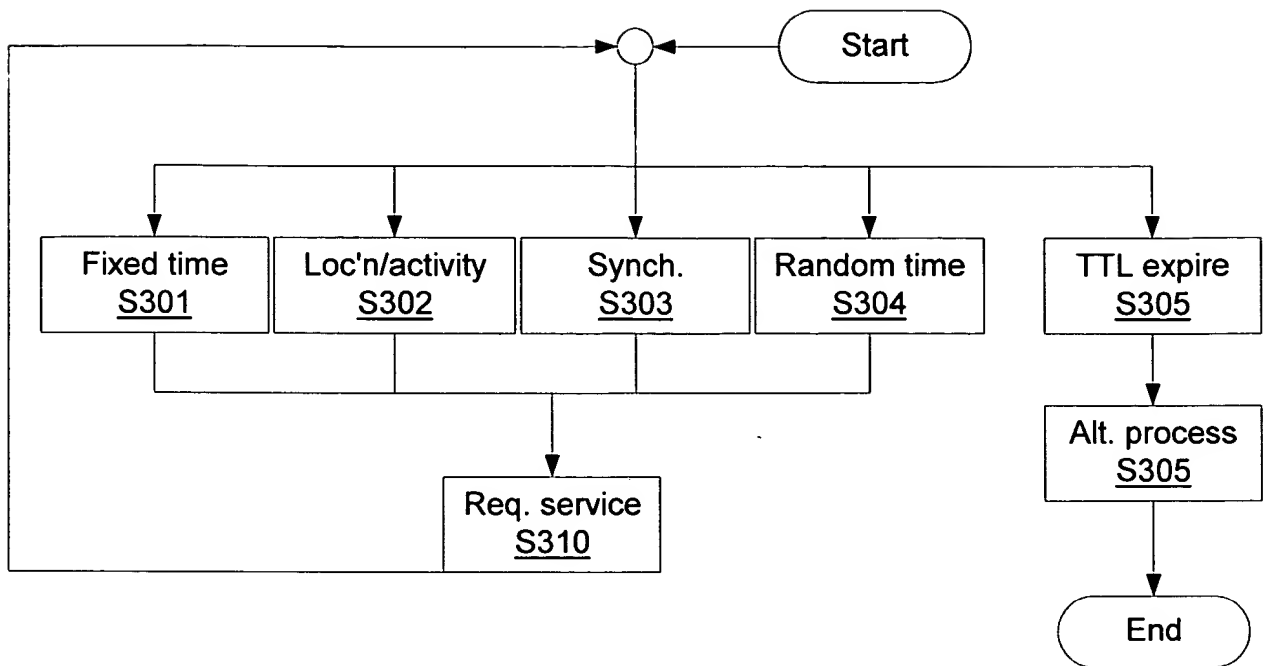 Start
Fixed time
S301
Loc'n/activity
S302
Synch.
S303
Random time
S304
TTL expire
S305
Alt. process
S305
Req. service
S310
End